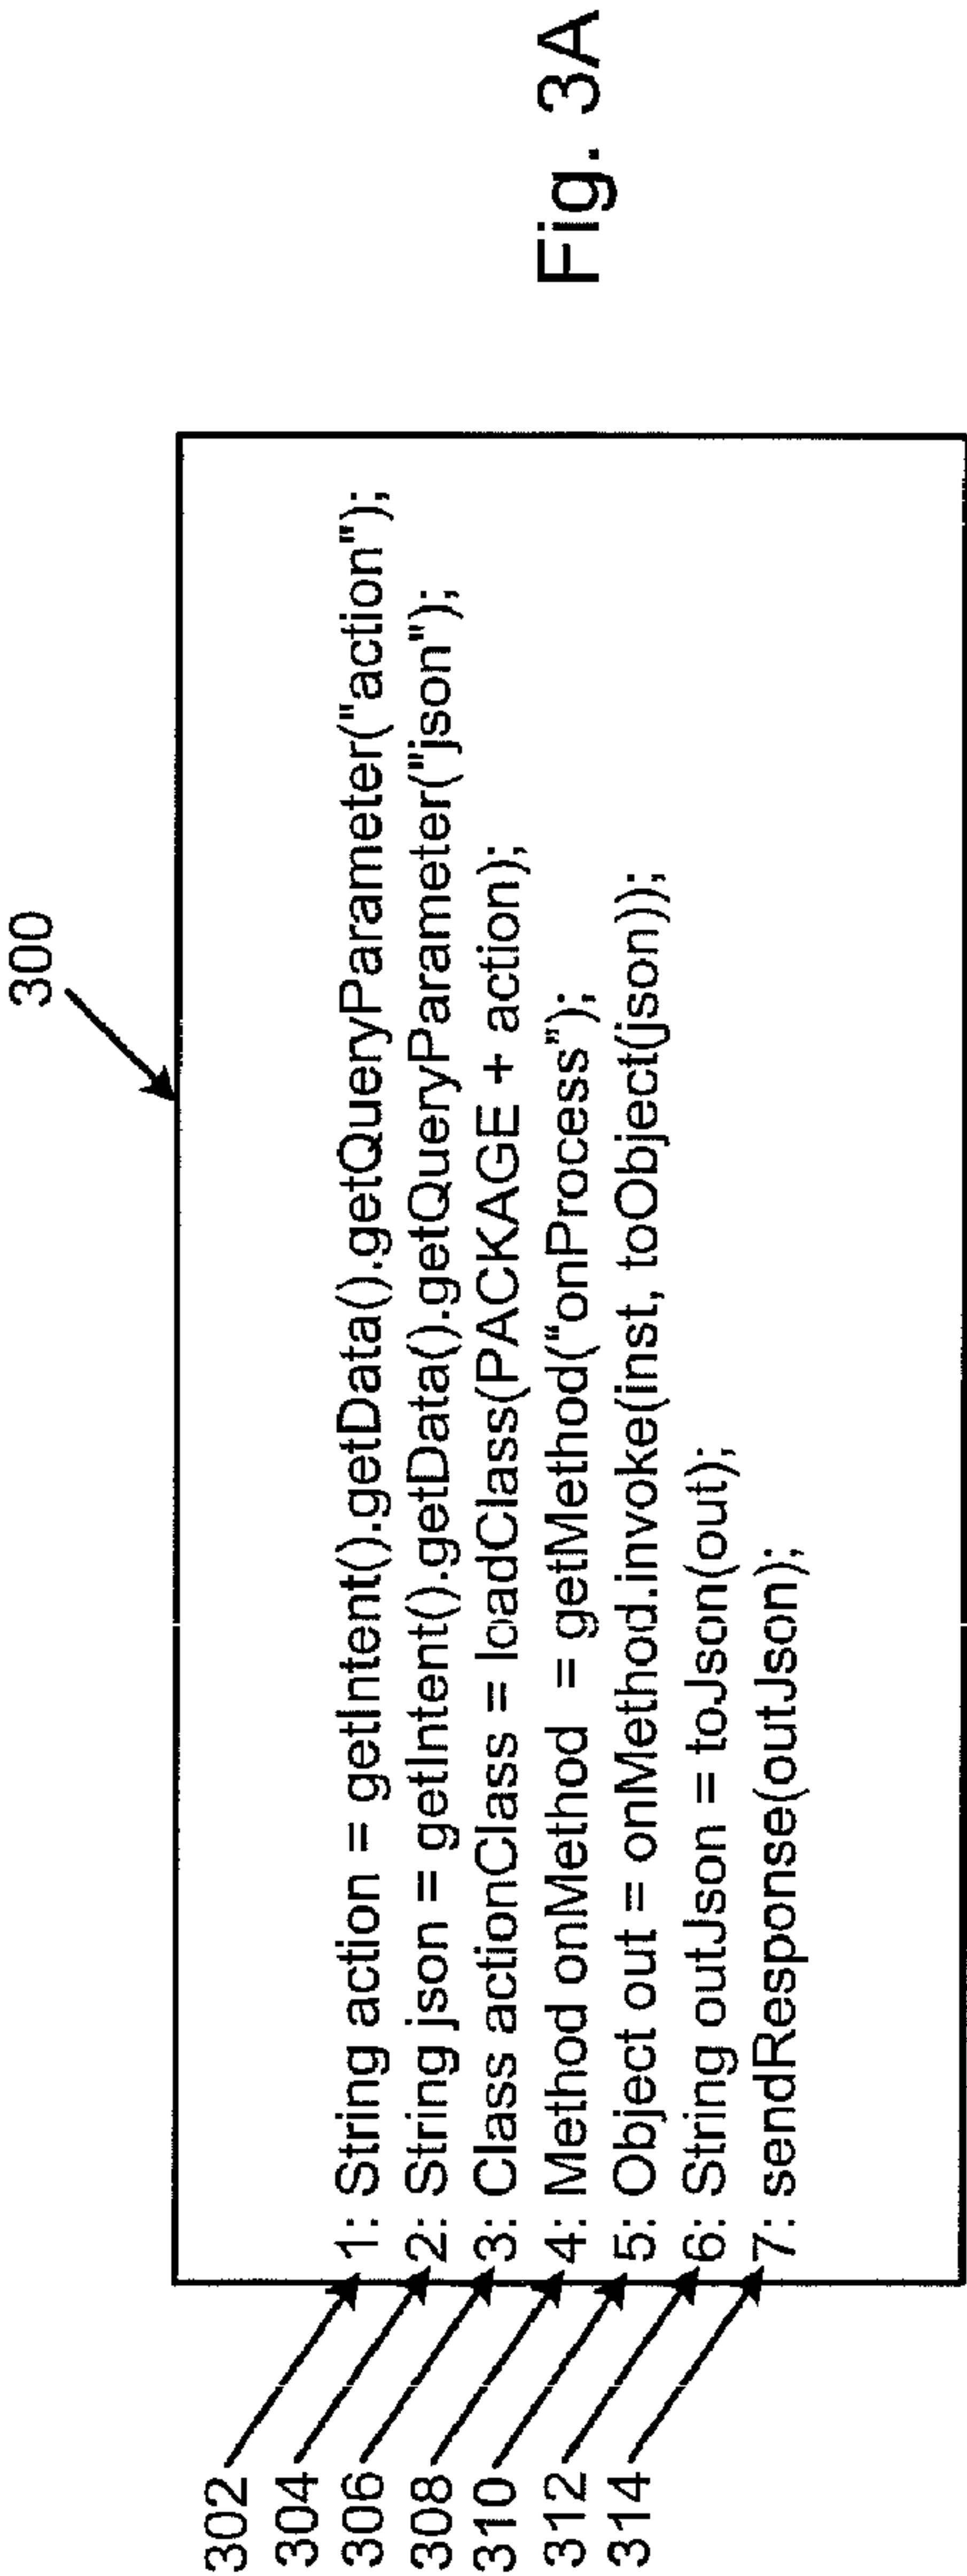 300
302
304
306
308
310
312
314
1: String action = getIntent().getData().getQueryParameter("action");
2: String json = getIntent().getData().getQueryParameter("json");
3: Class actionClass = loadClass(PACKAGE + action);
4: Method onMethod  = getMethod(“onProcess”);
5: Object out = onMethod.invoke(inst, toObject(json));
6: String outJson = toJson(out);
7: sendResponse(outJson);
Fig. 3A